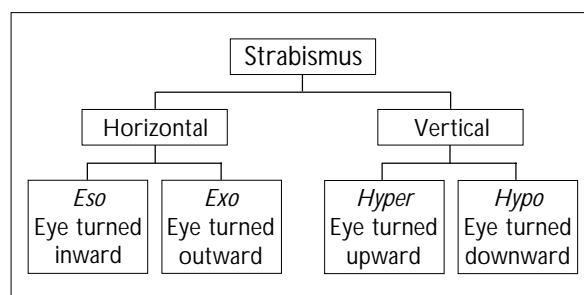 Strabismus
Horizontal
Vertical
Eso
Eye turned
inward
Exo
Eye turned
outward
Hyper
Eye turned
upward
Hypo
Eye turned
downward